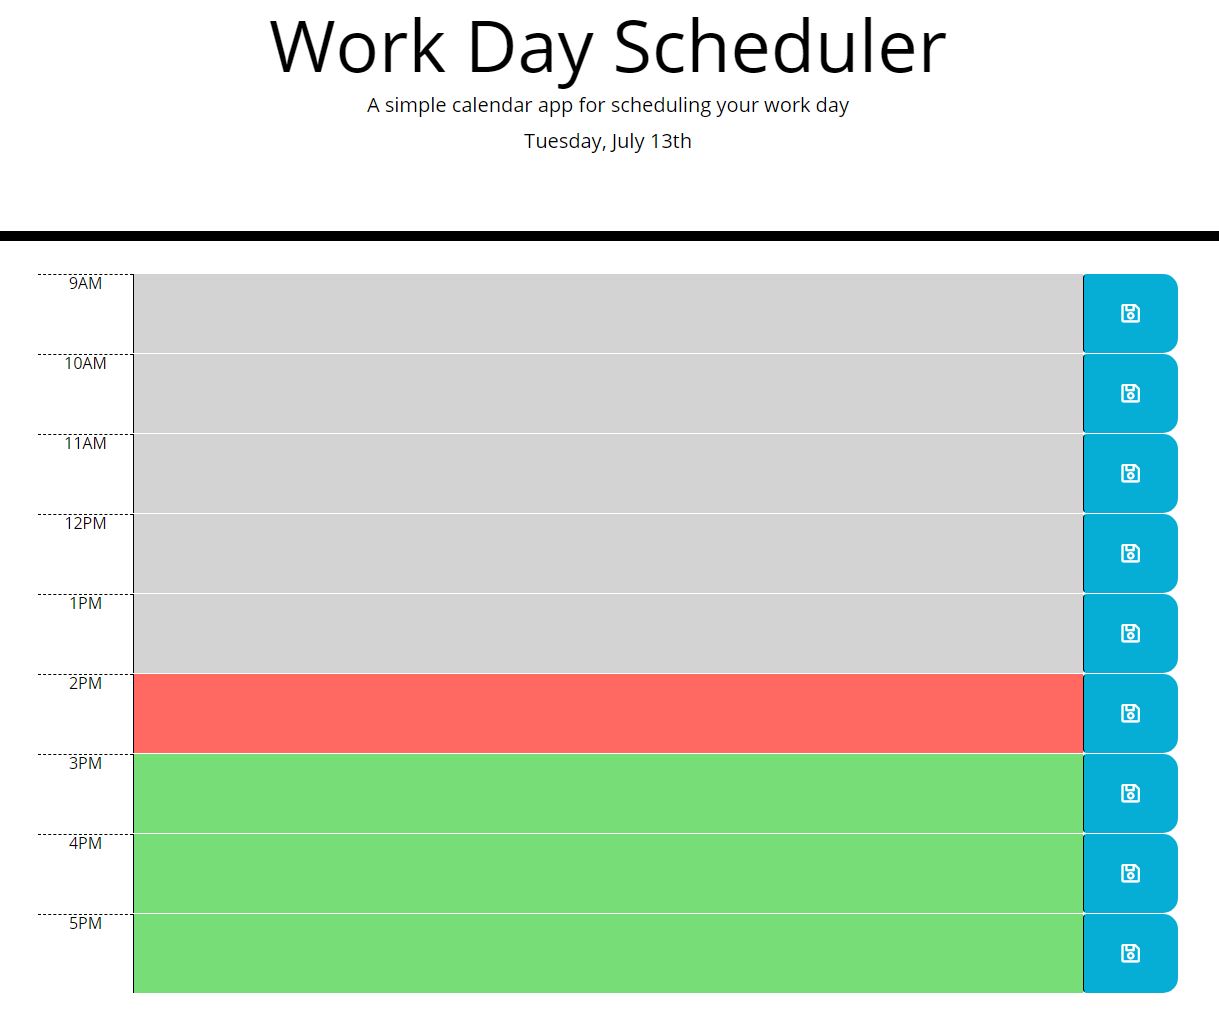 Work Day Scheduler
A simple calendar app for scheduling your work day
Tuesday, July 13th
9AM
10AM
11AM
12PM
1PM
2PM
3PM
4PM
5PM